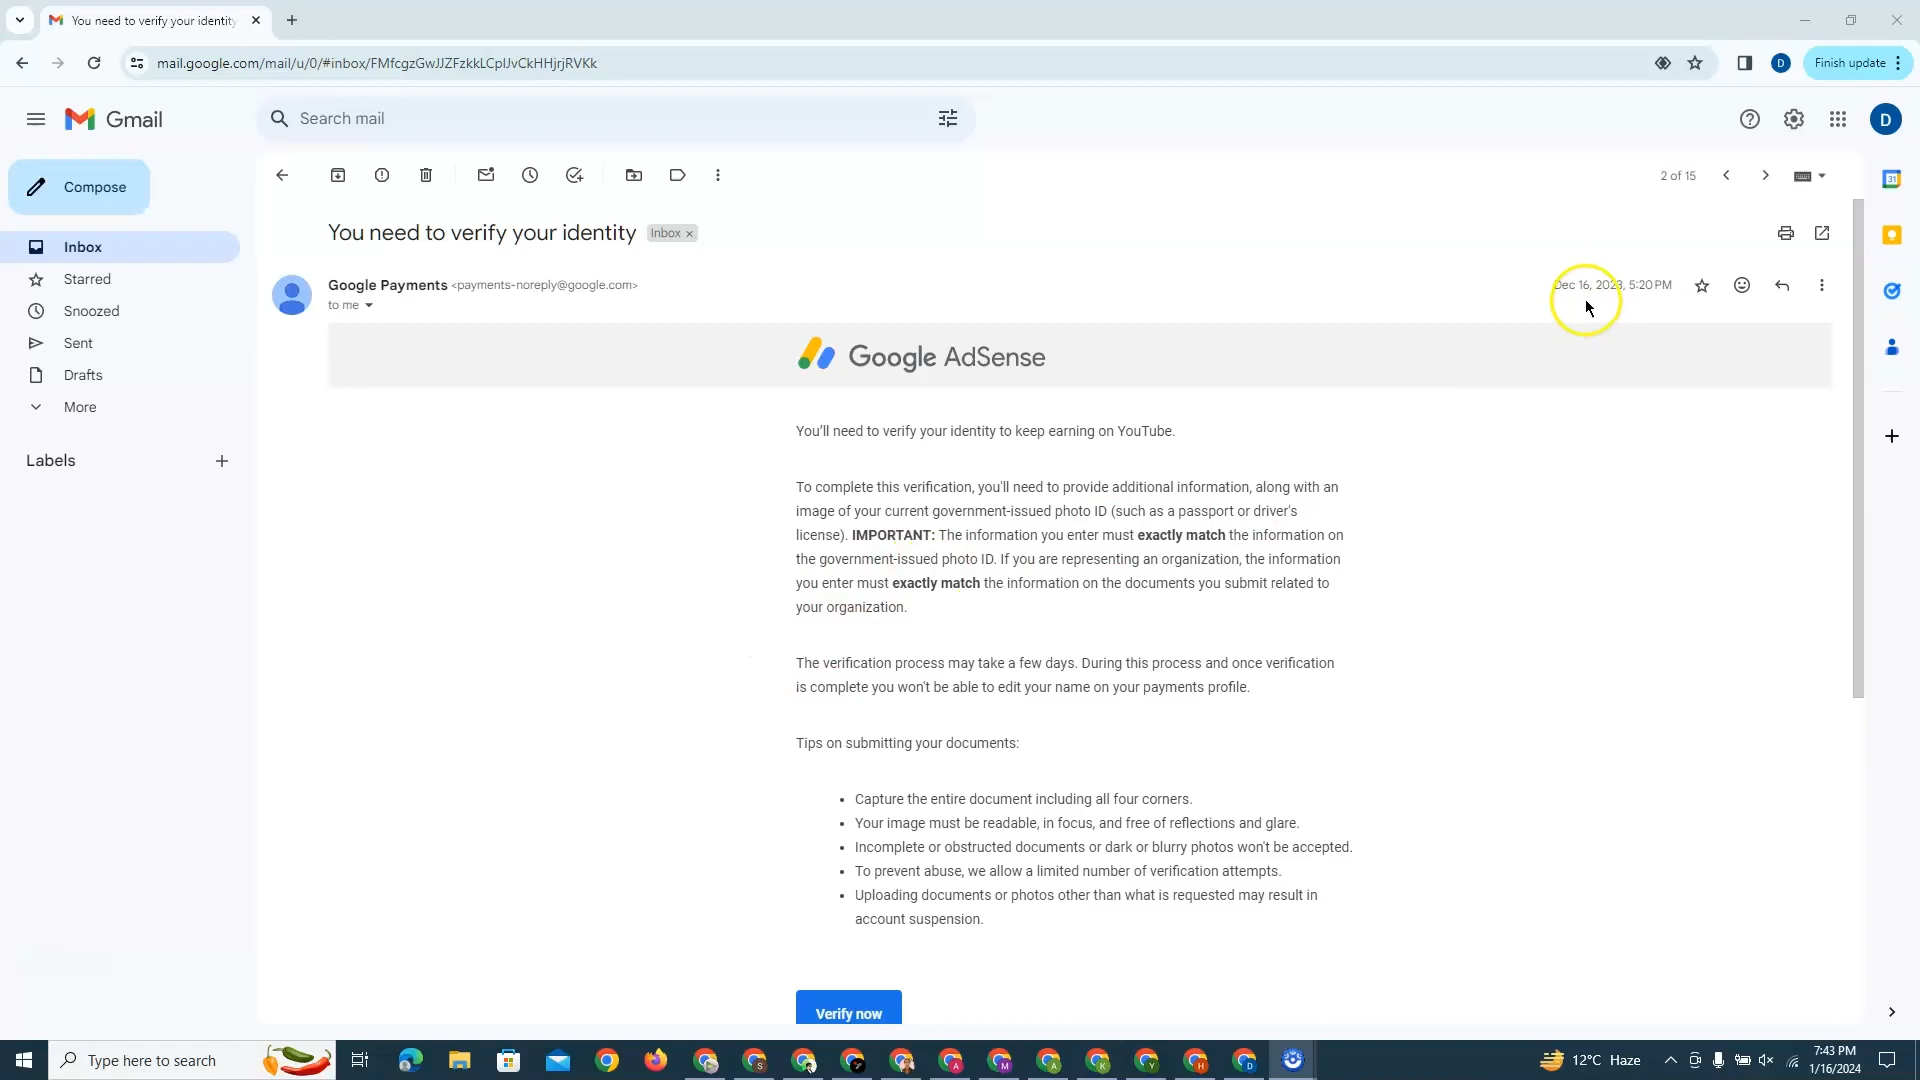 You need to verify your identity
mail.google.com/mail/u/0/#inbox/FMfcgzGwJJZFzkkLCpIJvCkHHjrjRVKk
D
Finish update
Gmail
Search mail
D
Compose
2 of 15
31
You need to verify your identity Inbox ×
Inbox
Starred
Snoozed
Sent
Drafts
More
Labels
Google Payments <payments-noreply@google.com>
Dec 16, 2023, 5:20 PM
to me
Google AdSense
You'll need to verify your identity to keep earning on YouTube.
To complete this verification, you'll need to provide additional information, along with an
image of your current government-issued photo ID (such as a passport or driver's
license). IMPORTANT: The information you enter must exactly match the information on
the government-issued photo ID. If you are representing an organization, the information
you enter must exactly match the information on the documents you submit related to
your organization.
The verification process may take a few days. During this process and once verification
is complete you won't be able to edit your name on your payments profile.
Tips on submitting your documents:
• Capture the entire document including all four corners.
• Your image must be readable, in focus, and free of reflections and glare.
• Incomplete or obstructed documents or dark or blurry photos won't be accepted.
• To prevent abuse, we allow a limited number of verification attempts.
• Uploading documents or photos other than what is requested may result in
account suspension.
Verify now
Type here to search
S
A
M
A
K
Y
H
D
12°C Haze
7:43 PM
1/16/2024